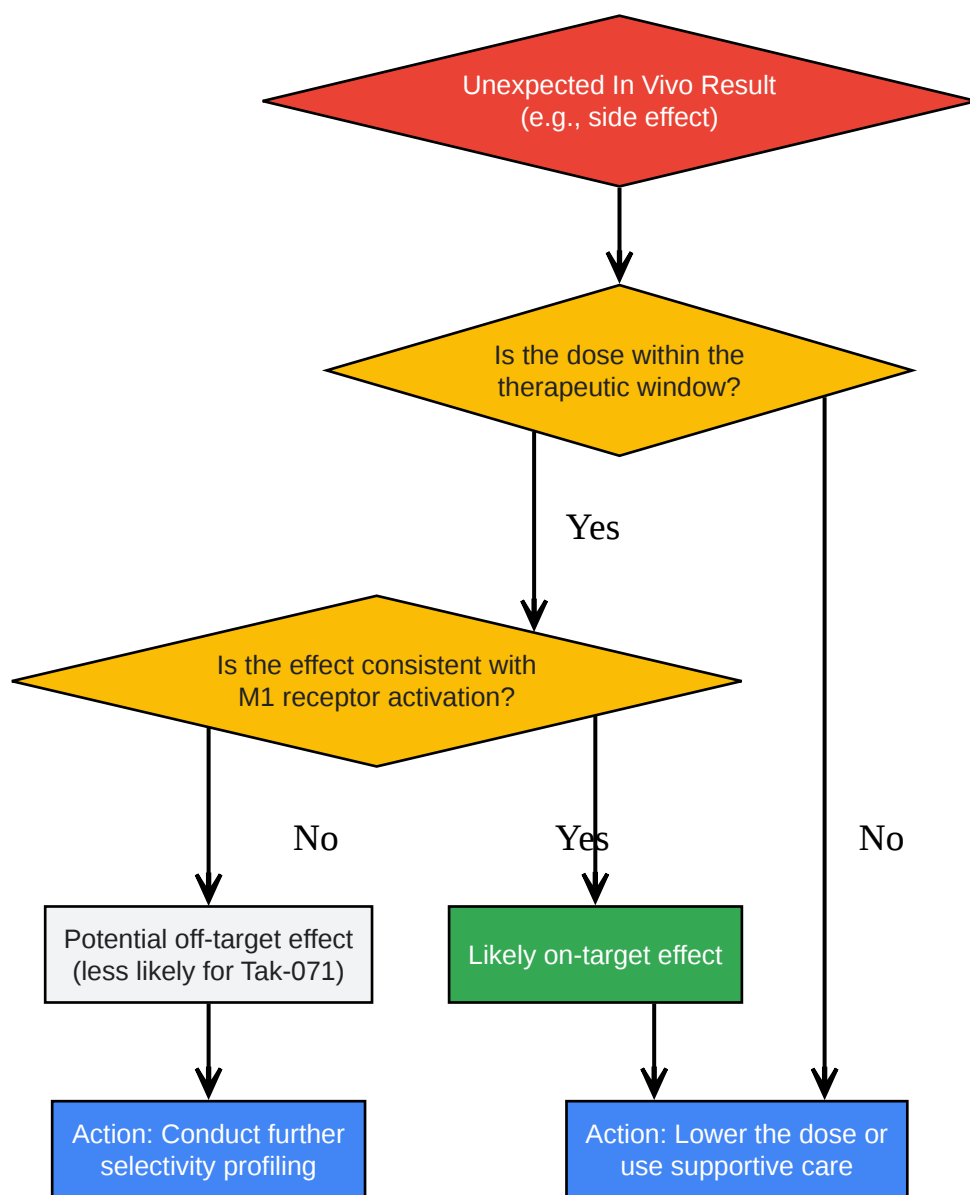 Unexpected In Vivo Result
(e.g., side effect)
Is the dose within the
therapeutic window?
Yes
Is the effect consistent with
M1 receptor activation?
No
Yes
No
Potential off-target effect
(less likely for Tak-071)
Likely on-target effect
Action: Conduct further
selectivity profiling
Action: Lower the dose or
use supportive care